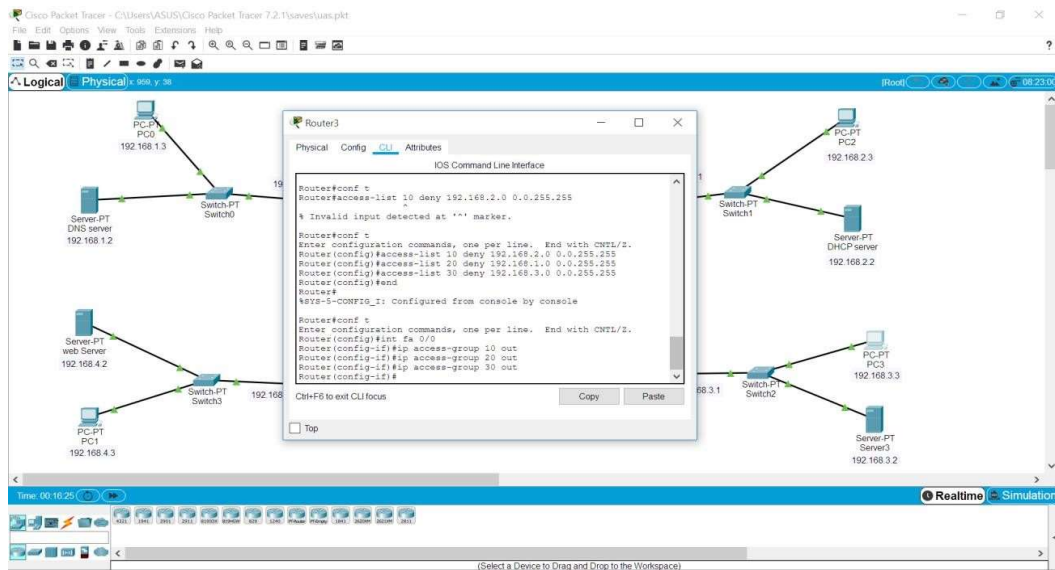 Cisco Packet Tracer - C:\Users\ASUS\Cisco Packet Tracer 7.2.1\saves\uas.pkt
File Edit Options View Tools Extensions Help
Logical Physical x: 959, y: 38
[Root] 08:23:00
PC-PT
PC0
192.168.1.3
Server-PT
DNS server
192.168.1.2
Switch-PT
Switch0
19
Router3
Physical Config CLI Attributes
IOS Command Line Interface
Router#conf t
Router#access-list 10 deny 192.168.2.0 0.0.255.255
^
% Invalid input detected at '^' marker.
Router#conf t
Enter configuration commands, one per line. End with CNTL/Z.
Router(config)#access-list 10 deny 192.168.2.0 0.0.255.255
Router(config)#access-list 20 deny 192.168.1.0 0.0.255.255
Router(config)#access-list 30 deny 192.168.3.0 0.0.255.255
Router(config)#end
Router#
%SYS-5-CONFIG_I: Configured from console by console
Router#conf t
Enter configuration commands, one per line. End with CNTL/Z.
Router(config)#int fa 0/0
Router(config-if)#ip access-group 10 out
Router(config-if)#ip access-group 20 out
Router(config-if)#ip access-group 30 out
Router(config-if)#
Ctrl+F6 to exit CLI focus
Copy Paste
Top
1
PC-PT
PC2
192.168.2.3
Switch-PT
Switch1
Server-PT
DHCP server
192.168.2.2
Server-PT
web Server
192.168.4.2
Switch-PT
Switch3
192.168
PC-PT
PC1
192.168.4.3
68.3.1
Switch-PT
Switch2
PC-PT
PC3
192.168.3.3
Server-PT
Server3
192.168.3.2
Time: 00:16:25
Realtime Simulation
(Select a Device to Drag and Drop to the Workspace)